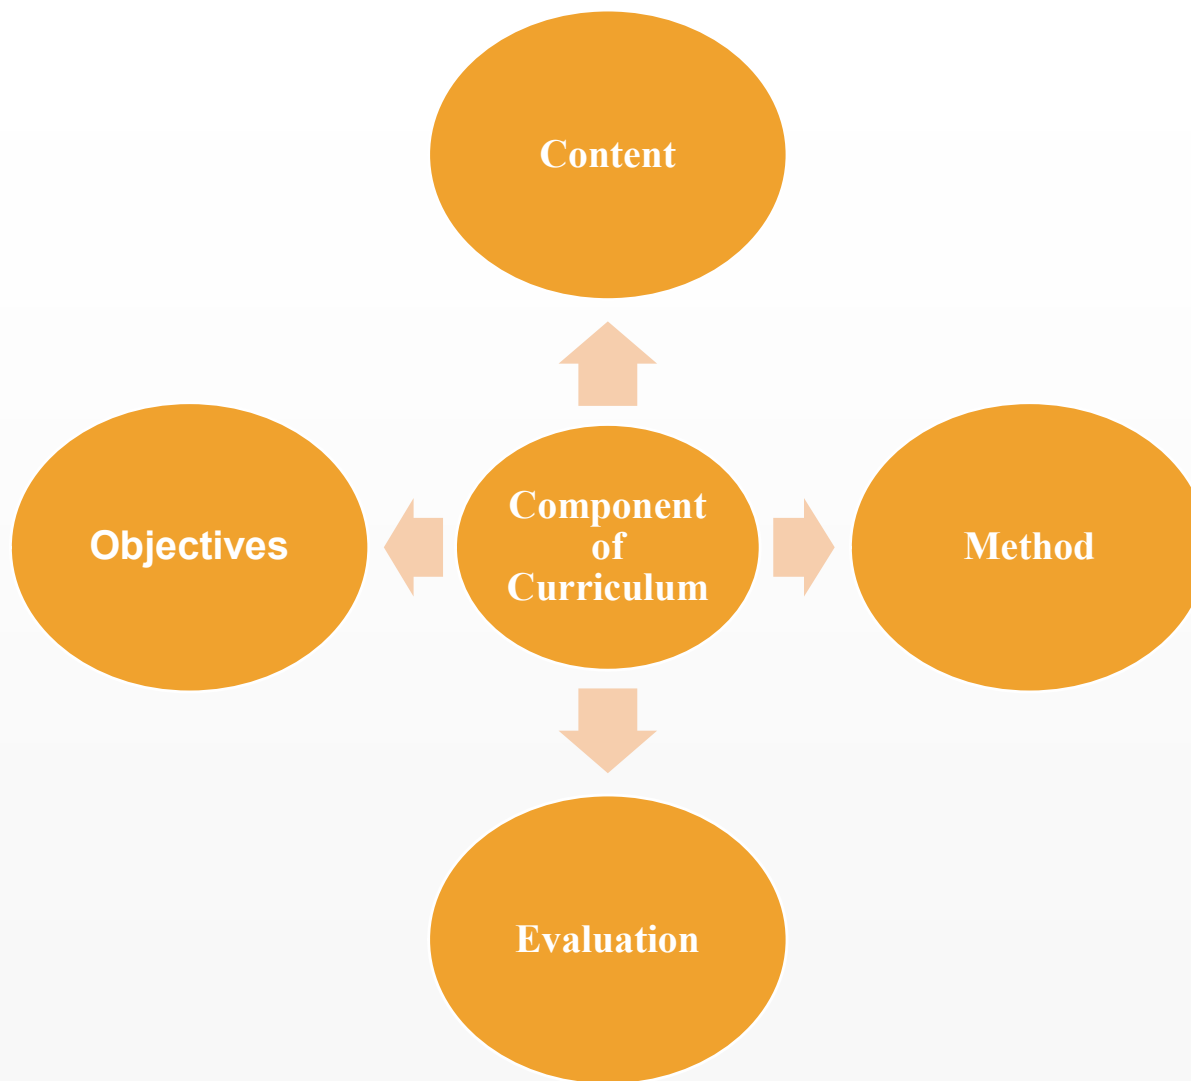 Content
Objectives
Component
of
Curriculum
Method
Evaluation